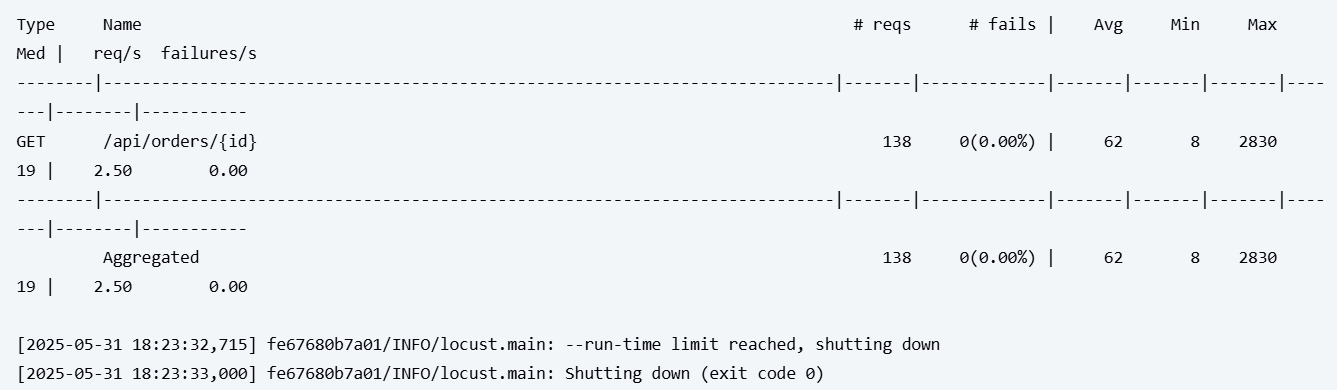 Type     Name                                                                          # reqs      # fails |    Avg     Min     Max
Med |   req/s  failures/s
--------|----------------------------------------------------------------------------|-------|-------------|-------|-------|-------|----
---|--------|-----------
GET      /api/orders/{id}                                                                 138     0(0.00%) |     62       8    2830
19 |    2.50        0.00
--------|----------------------------------------------------------------------------|-------|-------------|-------|-------|-------|----
---|--------|-----------
         Aggregated                                                                       138     0(0.00%) |     62       8    2830
19 |    2.50        0.00
[2025-05-31 18:23:32,715] fe67680b7a01/INFO/locust.main: --run-time limit reached, shutting down
[2025-05-31 18:23:33,000] fe67680b7a01/INFO/locust.main: Shutting down (exit code 0)